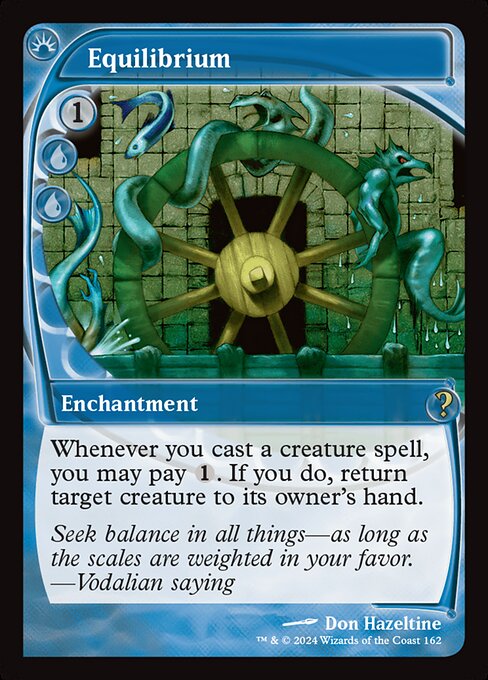 Equilibrium
1
Enchantment
?
Whenever you cast a creature spell,
you may pay 1. If you do, return
target creature to its owner's hand.
Seek balance in all things—as long as
the scales are weighted in your favor.
—Vodalian saying
Don Hazeltine
™ & © 2024 Wizards of the Coast 162